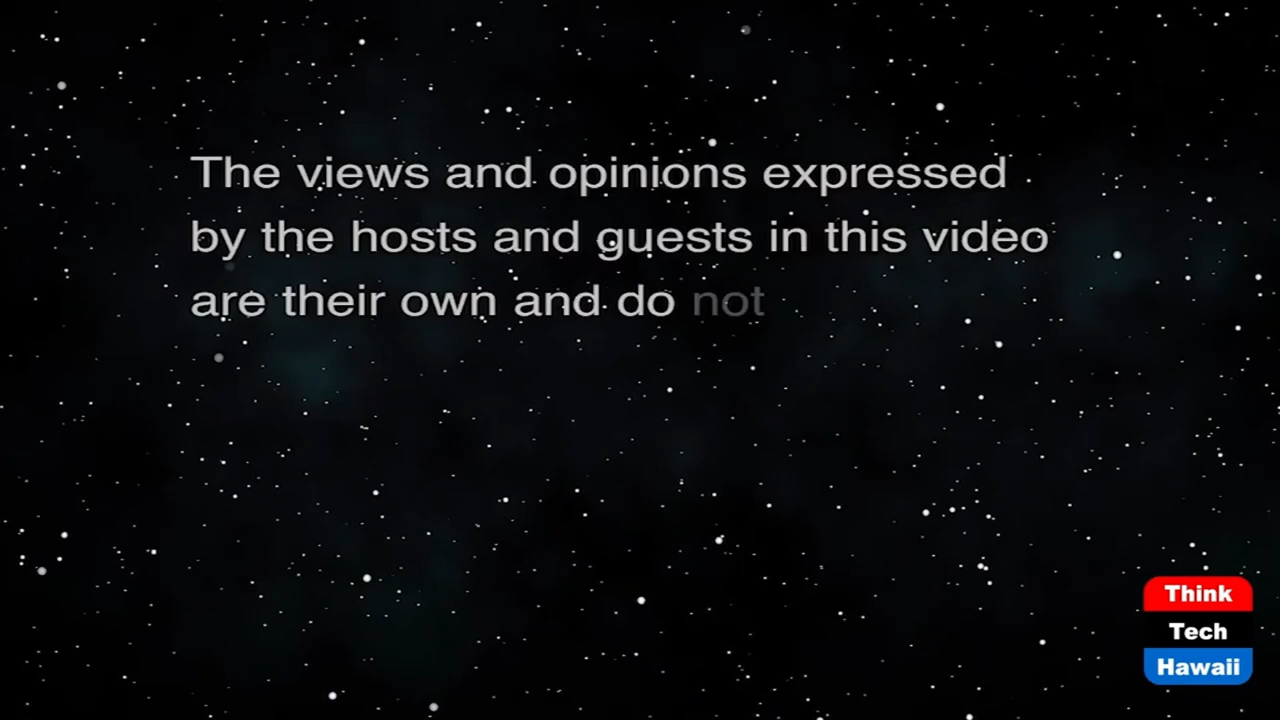 The views and opinions expressed
by the hosts and guests in this video
are their own and do not
Think
Tech
Hawaii